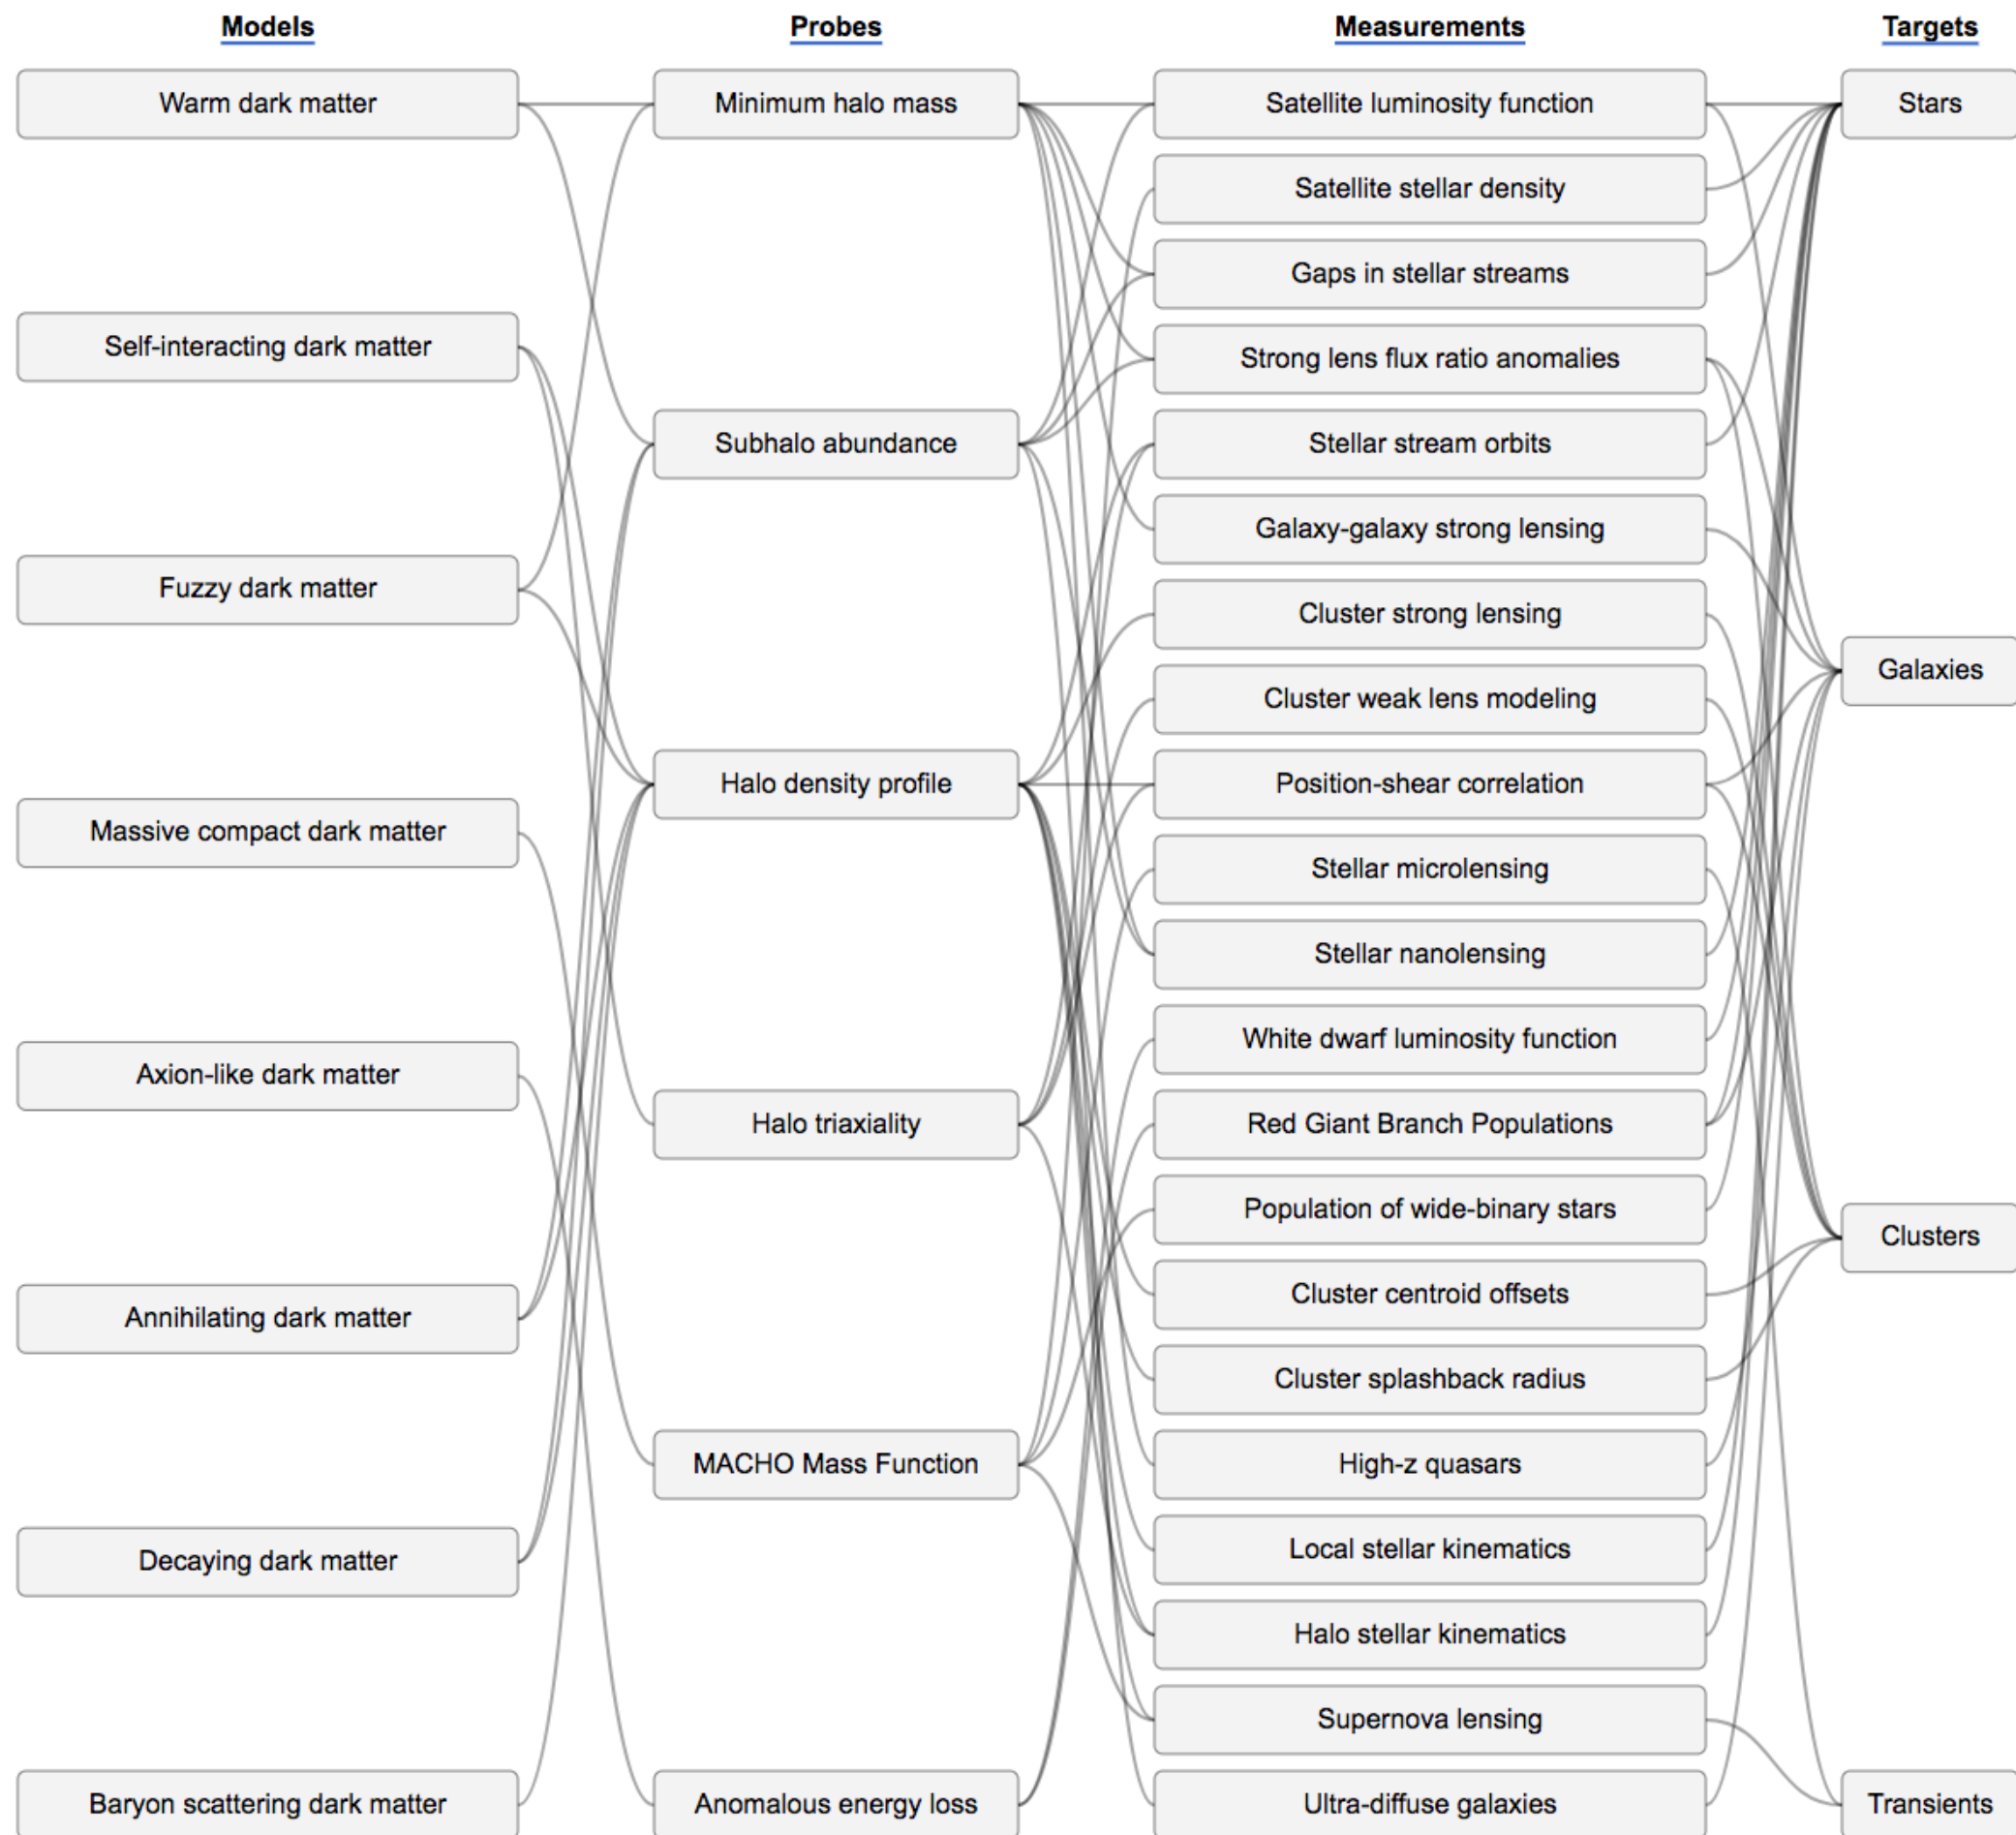 Models
Probes
Measurements
Targets
Warm dark matter
Self-interacting dark matter
Fuzzy dark matter
Massive compact dark matter
Axion-like dark matter
Annihilating dark matter
Decaying dark matter
Baryon scattering dark matter
Minimum halo mass
Subhalo abundance
Halo density profile
Halo triaxiality
MACHO Mass Function
Anomalous energy loss
Satellite luminosity function
Satellite stellar density
Gaps in stellar streams
Strong lens flux ratio anomalies
Stellar stream orbits
Galaxy-galaxy strong lensing
Cluster strong lensing
Cluster weak lens modeling
Position-shear correlation
Stellar microlensing
Stellar nanolensing
White dwarf luminosity function
Red Giant Branch Populations
Population of wide-binary stars
Cluster centroid offsets
Cluster splashback radius
High-z quasars
Local stellar kinematics
Halo stellar kinematics
Supernova lensing
Ultra-diffuse galaxies
Stars
Galaxies
Clusters
Transients